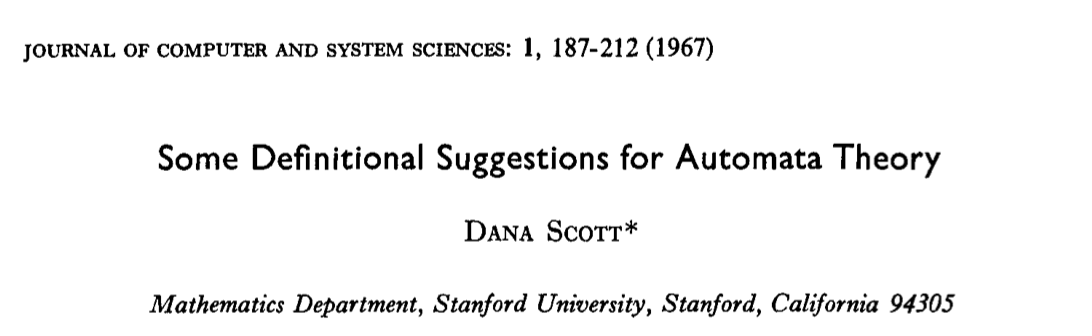 JOURNAL OF COMPUTER AND SYSTEM SCIENCES: 1, 187-212 (1967)
Some Definitional Suggestions for Automata Theory
DANA SCOTT*
Mathematics Department, Stanford University, Stanford, California 94305